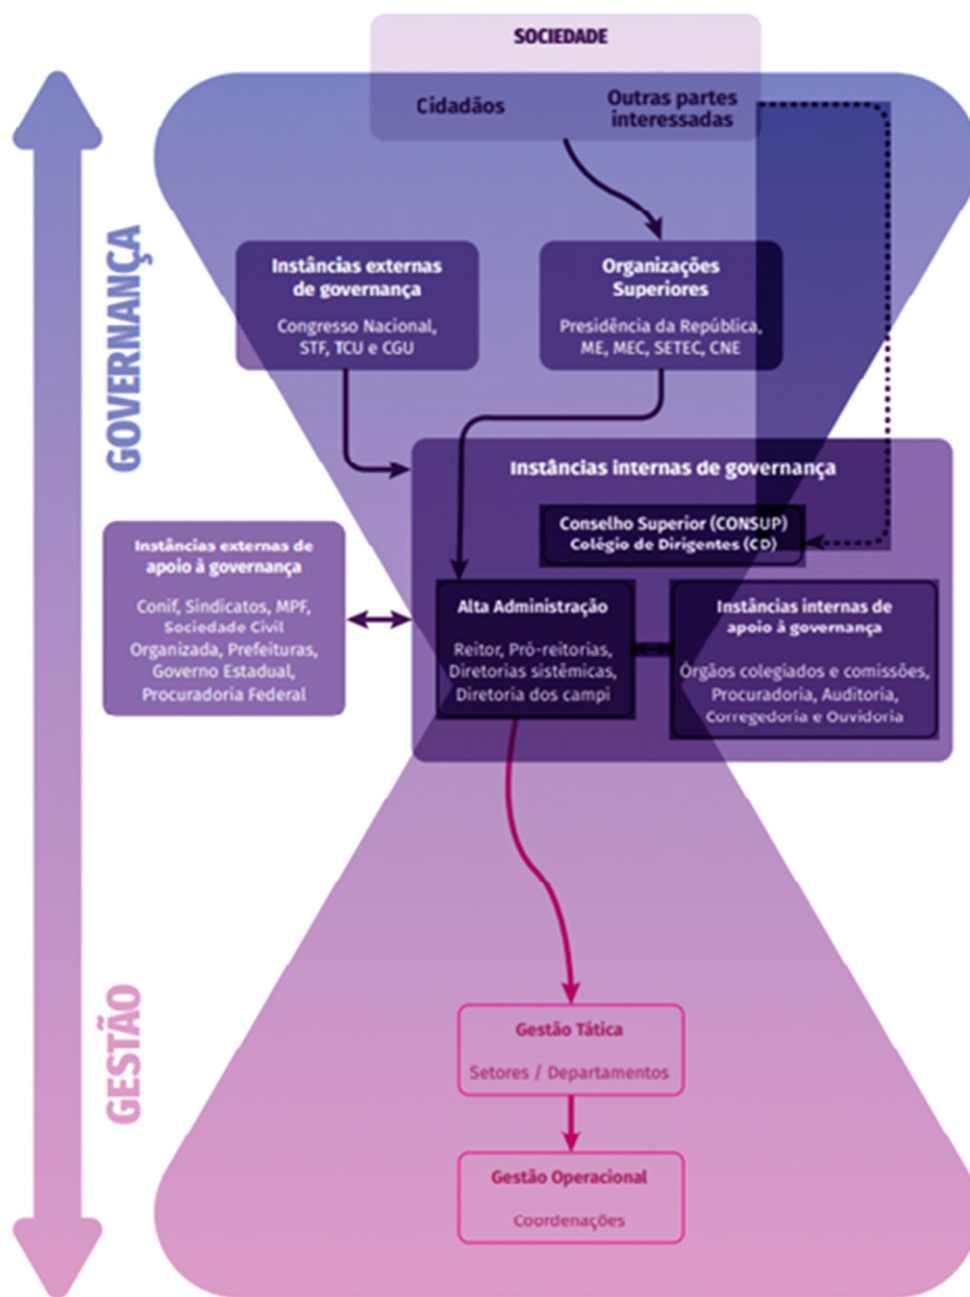 SOCIEDADE
Cidadãos
Outras partes
interessadas
GOVERNANÇA
Instâncias externas
de governança
Congresso Nacional,
STF, TCU e CGU
Organizações
Superiores
Presidência da República,
ME, MEC, SETEC, CNE
Instâncias internas de governança
Conselho Superior (CONSUP)
Colégio de Dirigentes (CD)
Instâncias externas de
apoio à governança
Conif, Sindicatos, MPF,
Sociedade Civil
Organizada, Prefeituras,
Governo Estadual,
Procuradoria Federal
Alta Administração
Reitor, Pró-reitorias,
Diretorias sistêmicas,
Diretoria dos campi
Instâncias internas de
apoio à governança
Órgãos colegiados e comissões,
Procuradoria, Auditoria,
Corregedoria e Ouvidoria
GESTÃO
Gestão Tática
Setores / Departamentos
Gestão Operacional
Coordenações